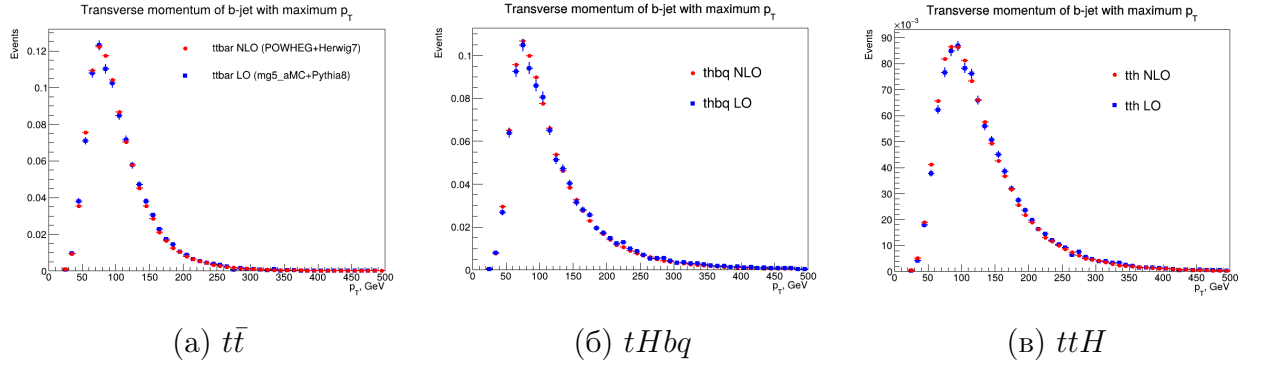 Transverse momentum of b-jet with maximum p_T
Events
0.12
0.1
0.08
0.06
0.04
0.02
0
ttbar NLO (POWHEG+Herwig7)
ttbar LO (mg5_aMC+Pythia8)
0 50 100 150 200 250 300 350 400 450 500
p_T, GeV
(а) tt̄
Transverse momentum of b-jet with maximum p_T
Events
0.1
0.08
0.06
0.04
0.02
0
thbq NLO
thbq LO
0 50 100 150 200 250 300 350 400 450 500
p_T, GeV
(б) tHbq
Transverse momentum of b-jet with maximum p_T
Events
×10⁻³
90
80
70
60
50
40
30
20
10
0
tth NLO
tth LO
0 50 100 150 200 250 300 350 400 450 500
p_T, GeV
(в) ttH